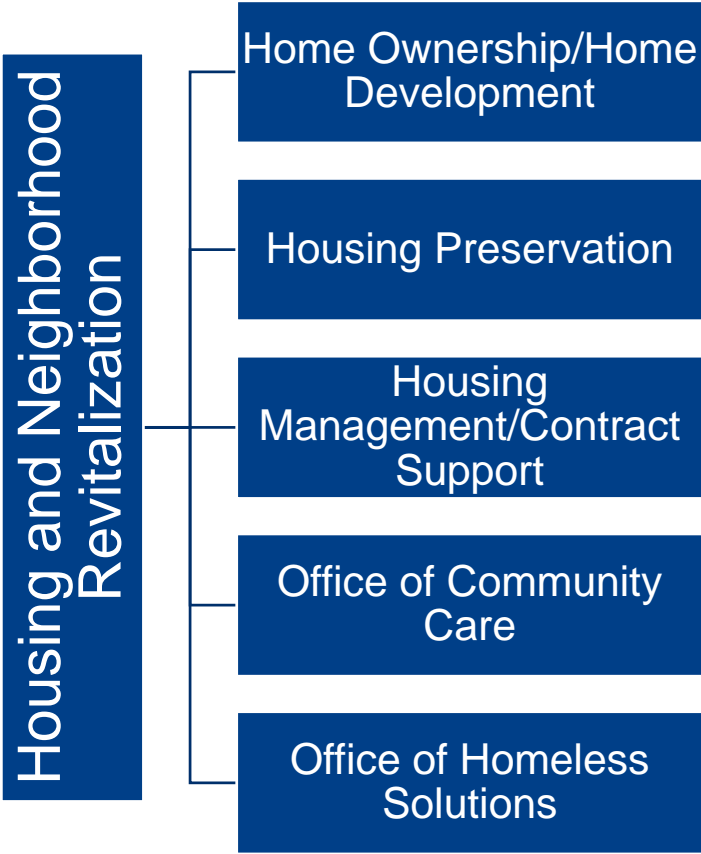 Housing and Neighborhood
Revitalization
Home Ownership/Home
Development
Housing Preservation
Housing
Management/Contract
Support
Office of Community
Care
Office of Homeless
Solutions